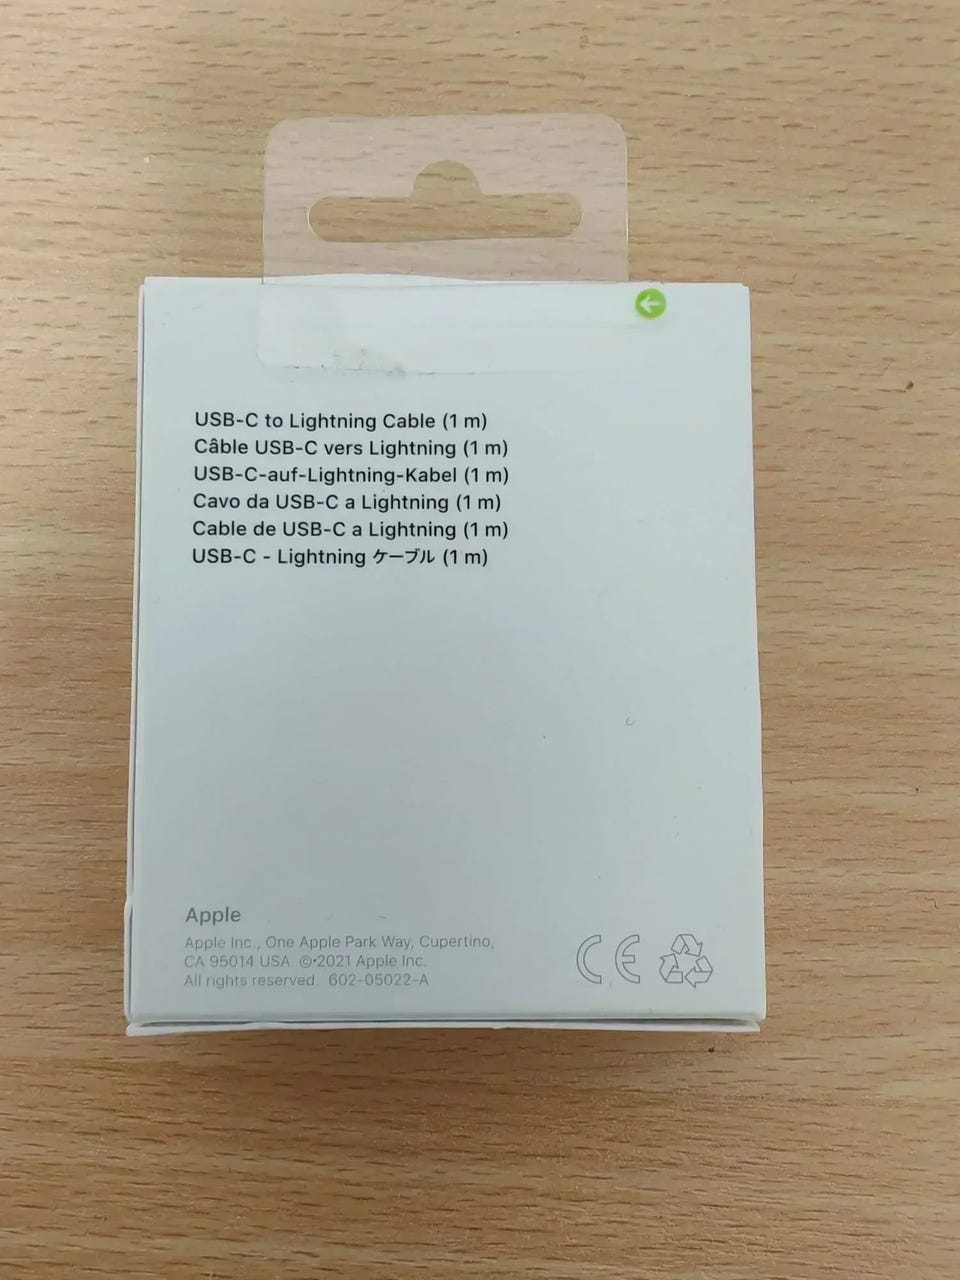 USB-C to Lightning Cable (1 m)
Câble USB-C vers Lightning (1 m)
USB-C-auf-Lightning-Kabel (1 m)
Cavo da USB-C a Lightning (1 m)
Cable de USB-C a Lightning (1 m)
USB-C - Lightning ケーブル (1 m)
Apple
Apple Inc., One Apple Park Way, Cupertino,
CA 95014 USA. ©•2021 Apple Inc.
All rights reserved. 602-05022-A
CE